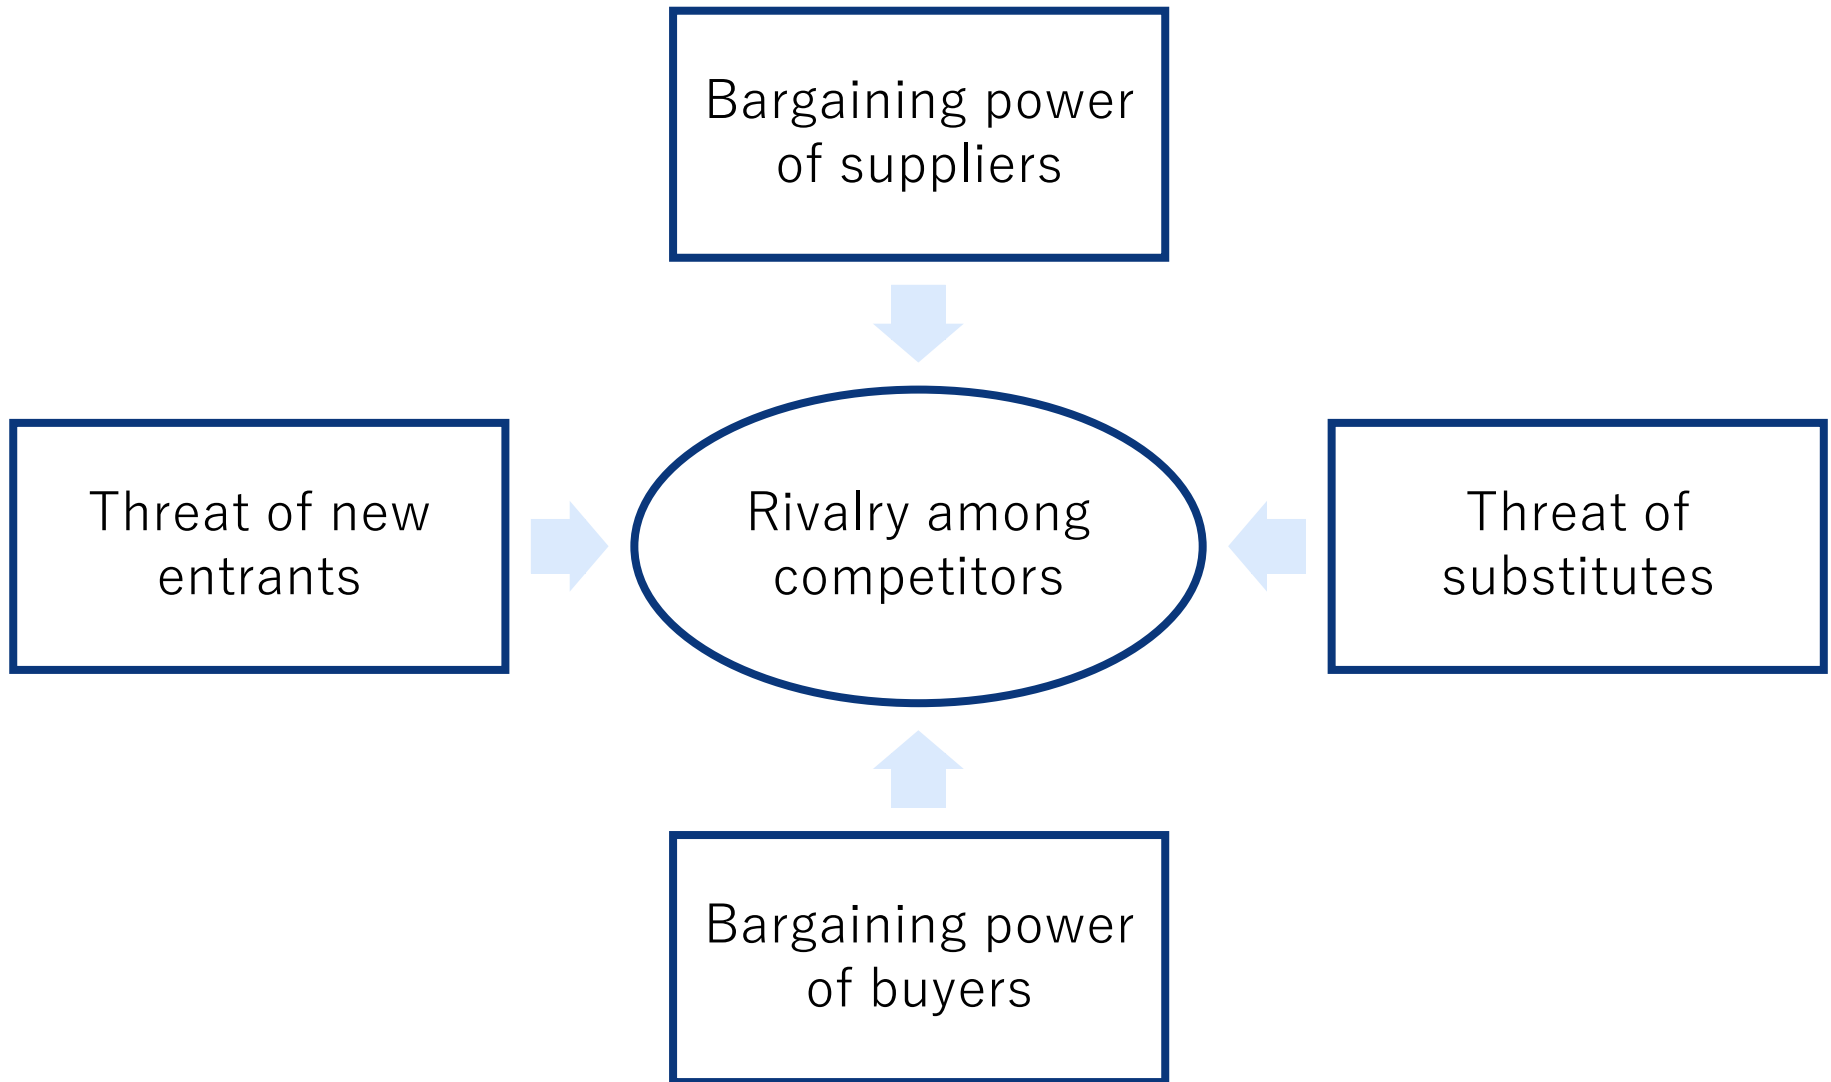 Bargaining power
of suppliers
Threat of new
entrants
Rivalry among
competitors
Threat of
substitutes
Bargaining power
of buyers